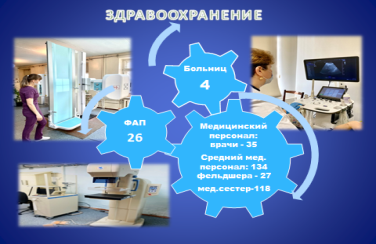 ЗДРАВООХРАНЕНИЕ
Больниц
4
ФАП
26
Медицинский
персонал:
врачи - 35
Средний мед.
персонал: 134
фельдшера - 27
мед.сестер-118